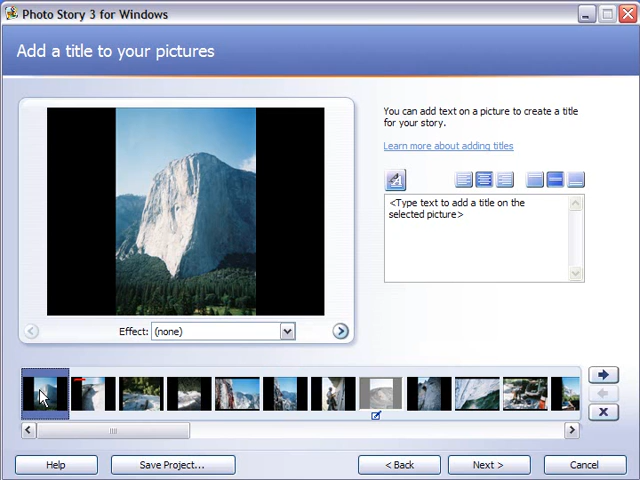 Photo Story 3 for Windows
Add a title to your pictures
You can add text on a picture to create a title
for your story.
Learn more about adding titles
<Type text to add a title on the
selected picture>
Effect: (none)
Help
Save Project...
< Back
Next >
Cancel